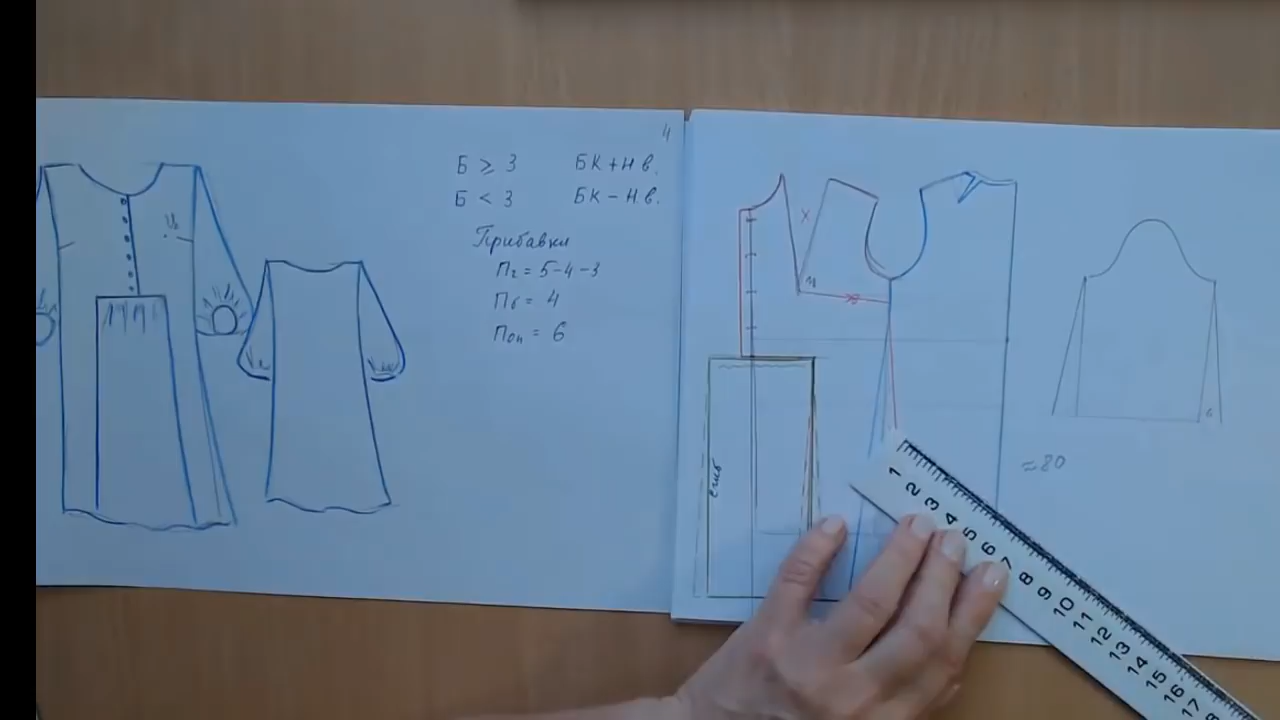 4
Б ≥ 3 БК + Н в.
Б < 3 БК − Н.в.
Прибавки
Пг = 5-4-3
Пб = 4
Поп = 6
сгиб
≈80
6
1 2 3 4 5 6 7 8 9 10 11 12 13 14 15 16 17